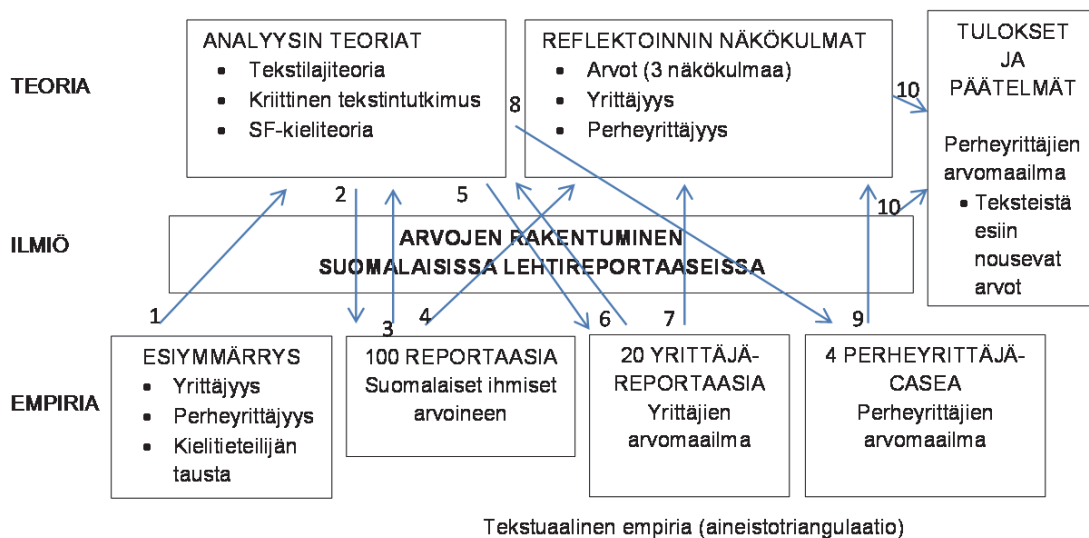 TEORIA
ANALYYSIN TEORIAT
▪ Tekstilajiteoria
▪ Kriittinen tekstintutkimus
▪ SF-kieliteoria
8
REFLEKTOINNIN NÄKÖKULMAT
▪ Arvot (3 näkökulmaa)
▪ Yrittäjyys
▪ Perheyrittäjyys
10
TULOKSET
JA
PÄÄTELMÄT
Perheyrittäjien
arvomaailma
▪ Teksteistä
esiin
nousevat
arvot
2
5
10
ILMIÖ
ARVOJEN RAKENTUMINEN
SUOMALAISISSA LEHTIREPORTAASEISSA
1
3
4
6
7
9
EMPIRIA
ESIYMMÄRRYS
▪ Yrittäjyys
▪ Perheyrittäjyys
▪ Kielitieteilijän
tausta
100 REPORTAASIA
Suomalaiset ihmiset
arvoineen
20 YRITTÄJÄ-
REPORTAASIA
Yrittäjien
arvomaailma
4 PERHEYRITTÄJÄ-
CASEA
Perheyrittäjien
arvomaailma
Tekstuaalinen empiria (aineistotriangulaatio)